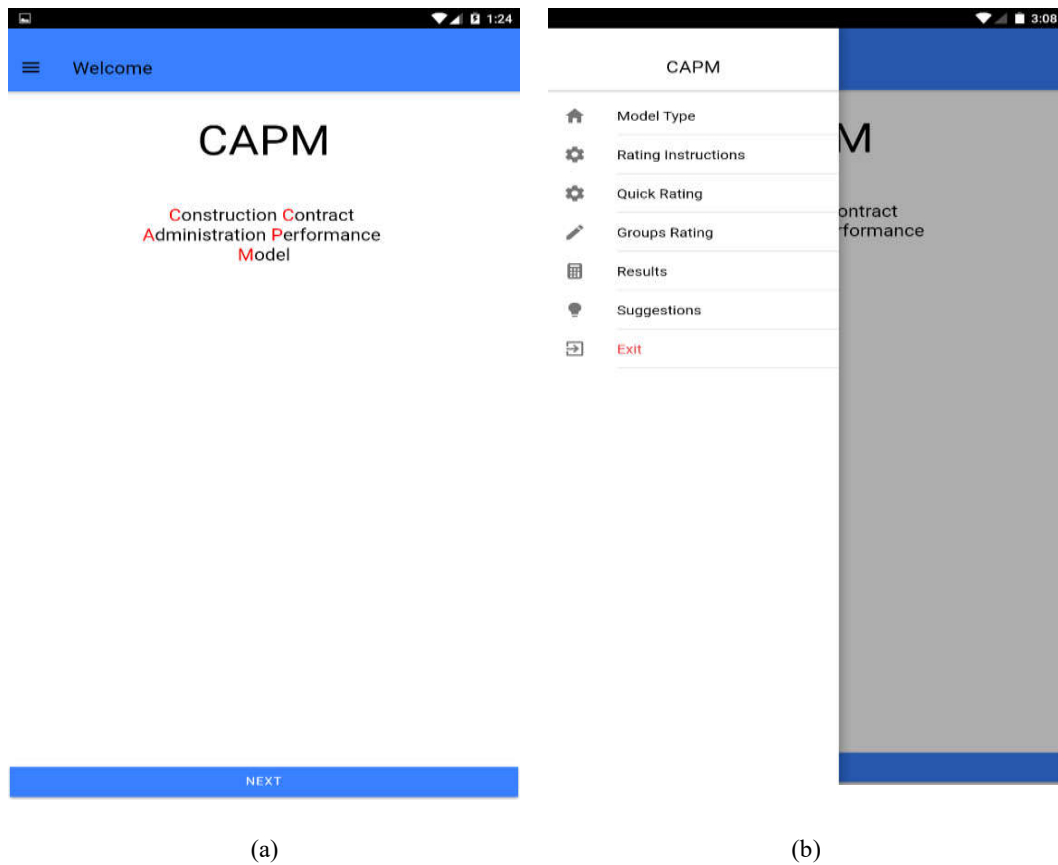 1:24
Welcome
CAPM
Construction Contract
Administration Performance
Model
NEXT
(a)
3:08
CAPM
Model Type
Rating Instructions
Quick Rating
Groups Rating
Results
Suggestions
Exit
M
ontract
rformance
(b)